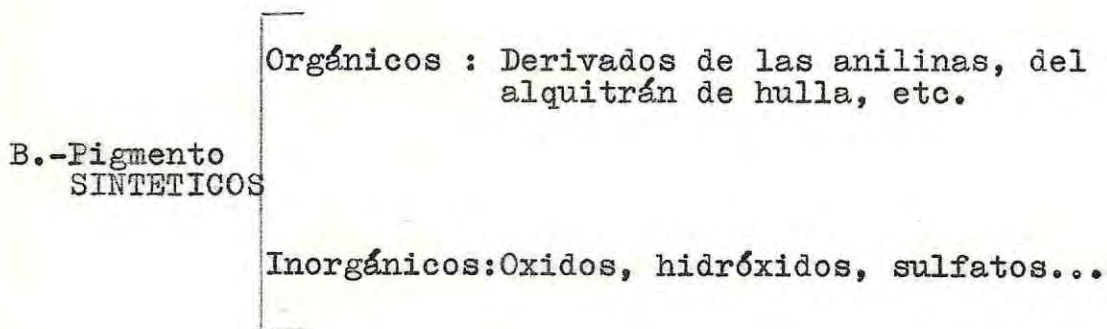 Orgánicos : Derivados de las anilinas, del
alquitrán de hulla, etc.
B.-Pigmento
SINTETICOS
Inorgánicos:Oxidos, hidróxidos, sulfatos...